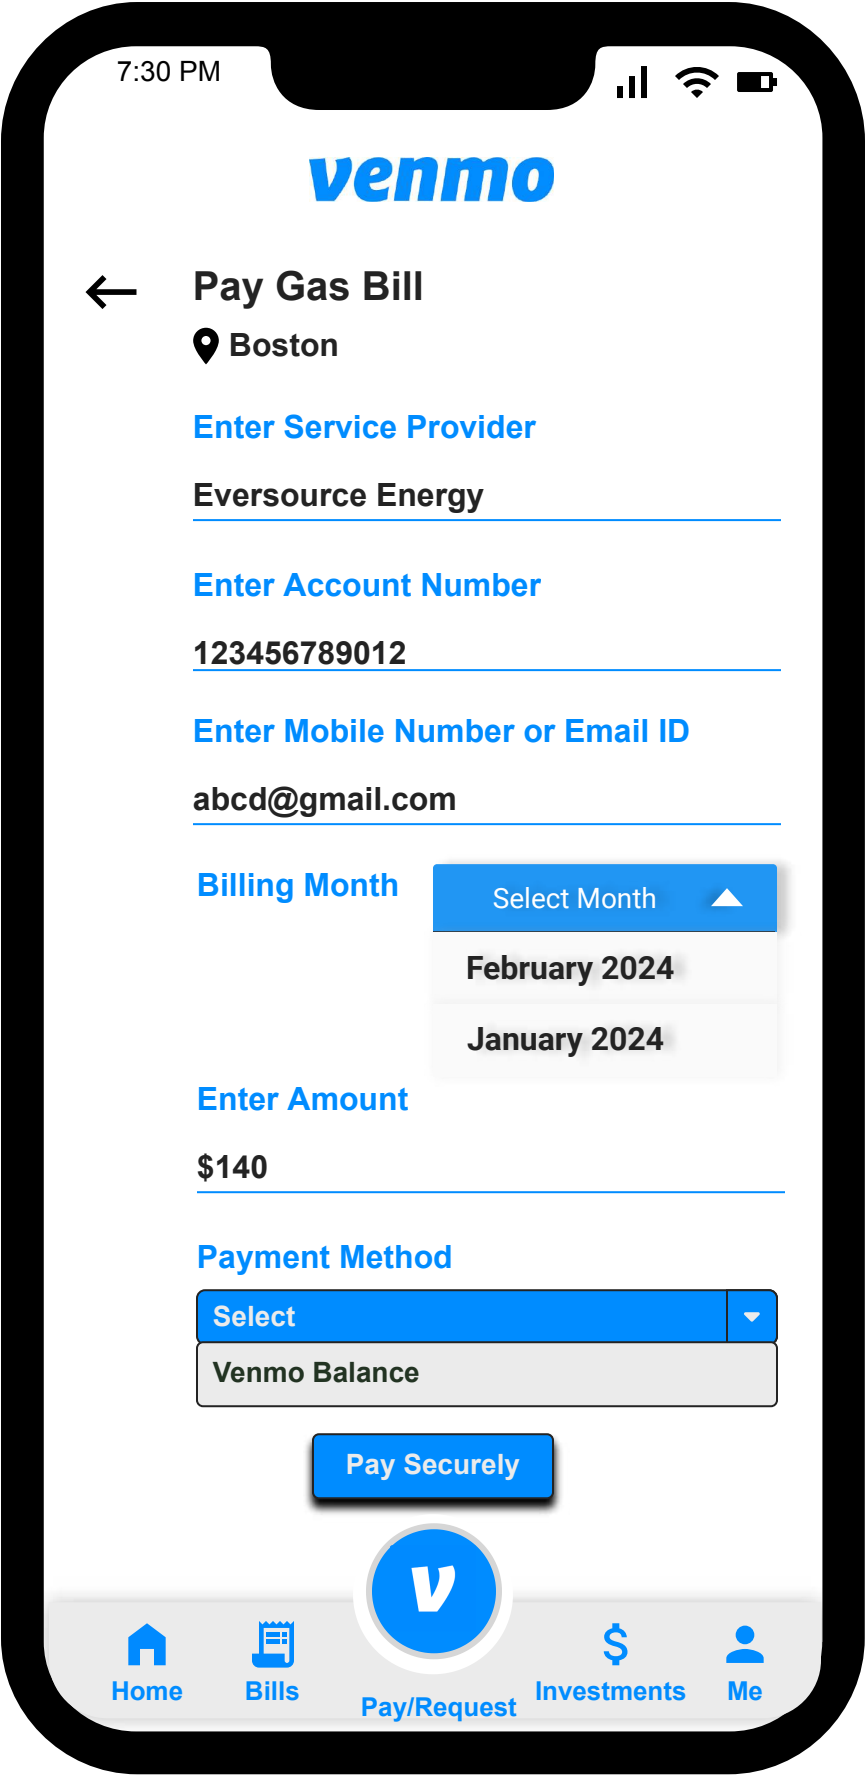 7:30 PM
venmo
Pay Gas Bill
Boston
Enter Service Provider
Eversource Energy
Enter Account Number
123456789012
Enter Mobile Number or Email ID
abcd@gmail.com
Billing Month
Select Month
February 2024
January 2024
Enter Amount
$140
Payment Method
Select
Venmo Balance
Pay Securely
v
Home
Bills
Pay/Request
$
Investments
Me